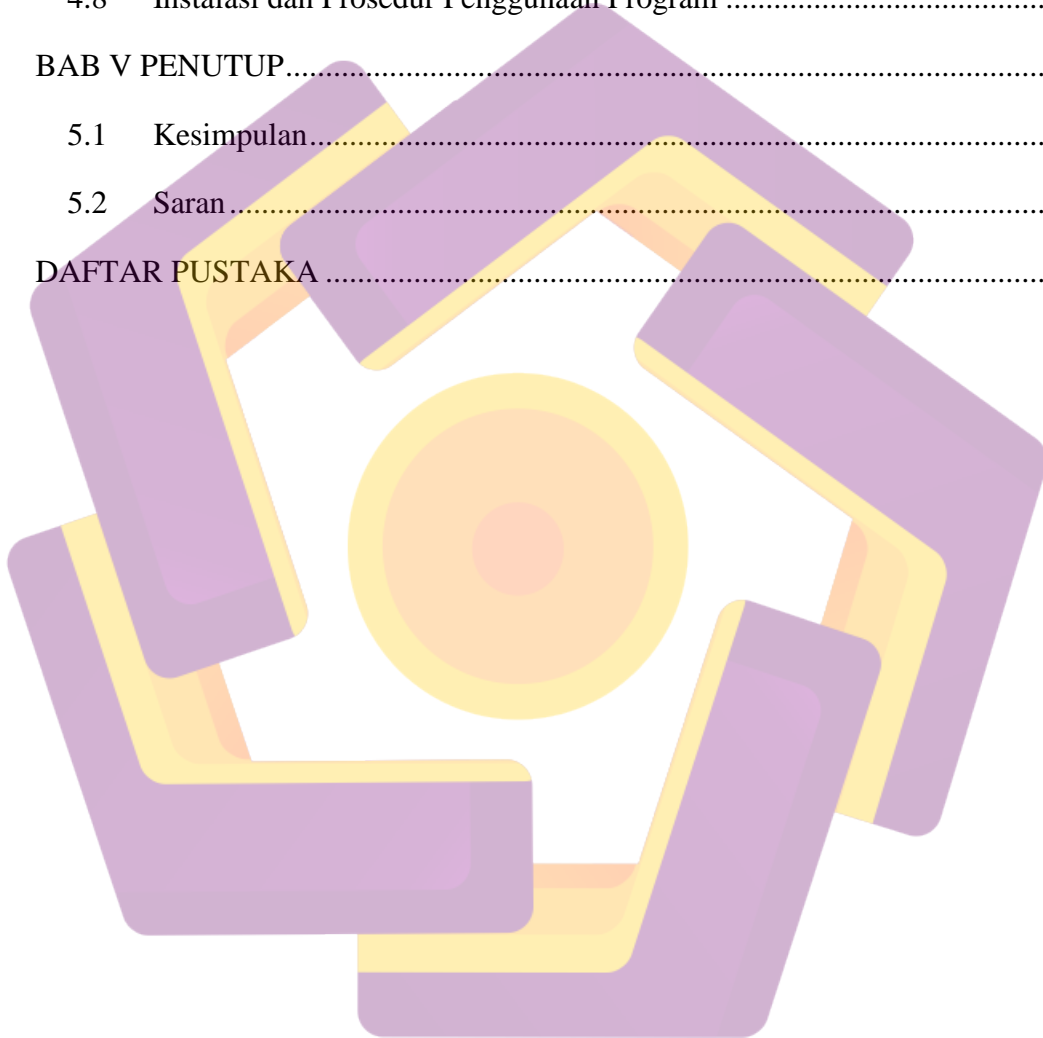 4.8 Instalasi dan Prosedur Penggunaan Program ........................................
BAB V PENUTUP................................................................................................
5.1 Kesimpulan..............................................................................................
5.2 Saran ........................................................................................................
DAFTAR PUSTAKA ...........................................................................................